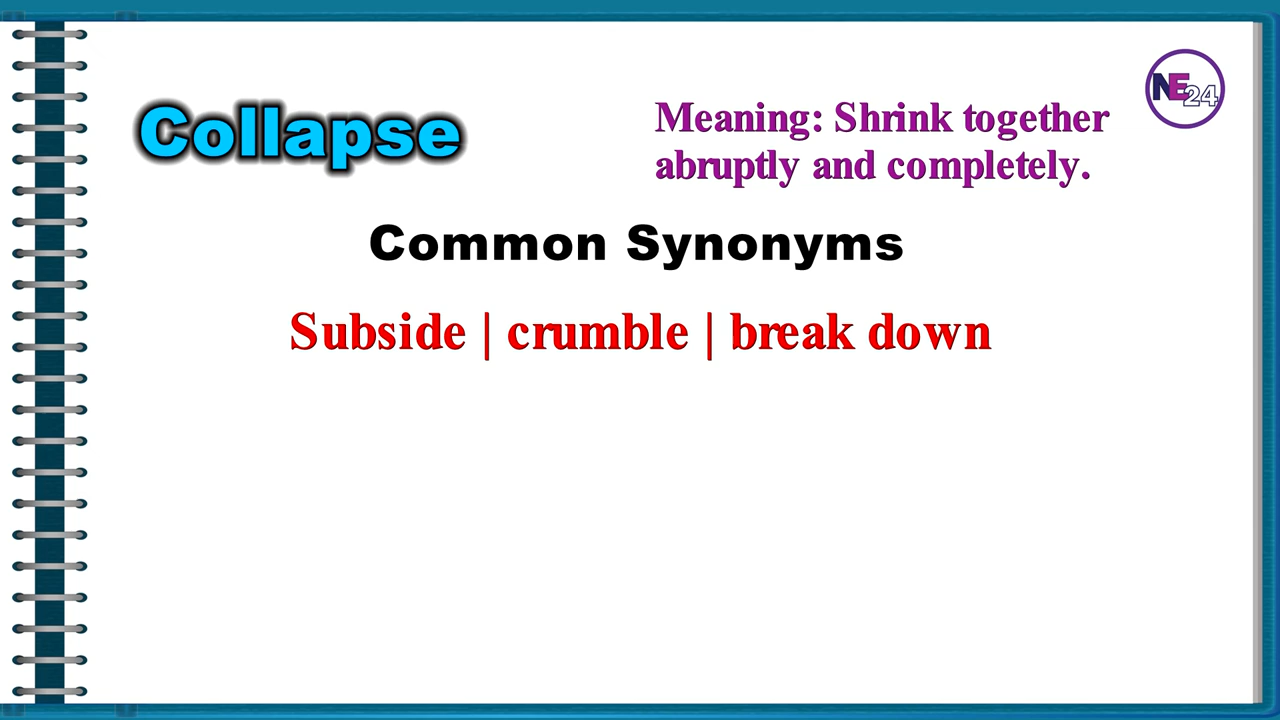 Collapse
Meaning: Shrink together
abruptly and completely.
NE24
Common Synonyms
Subside | crumble | break down